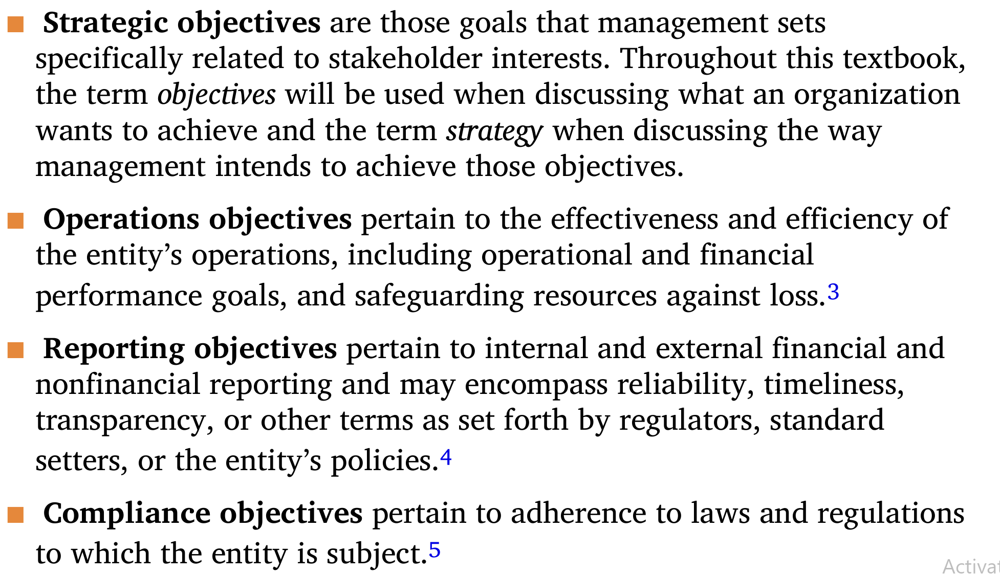 ■ Strategic objectives are those goals that management sets
specifically related to stakeholder interests. Throughout this textbook,
the term objectives will be used when discussing what an organization
wants to achieve and the term strategy when discussing the way
management intends to achieve those objectives.
■ Operations objectives pertain to the effectiveness and efficiency of
the entity’s operations, including operational and financial
performance goals, and safeguarding resources against loss.3
■ Reporting objectives pertain to internal and external financial and
nonfinancial reporting and may encompass reliability, timeliness,
transparency, or other terms as set forth by regulators, standard
setters, or the entity’s policies.4
■ Compliance objectives pertain to adherence to laws and regulations
to which the entity is subject.5
Activat